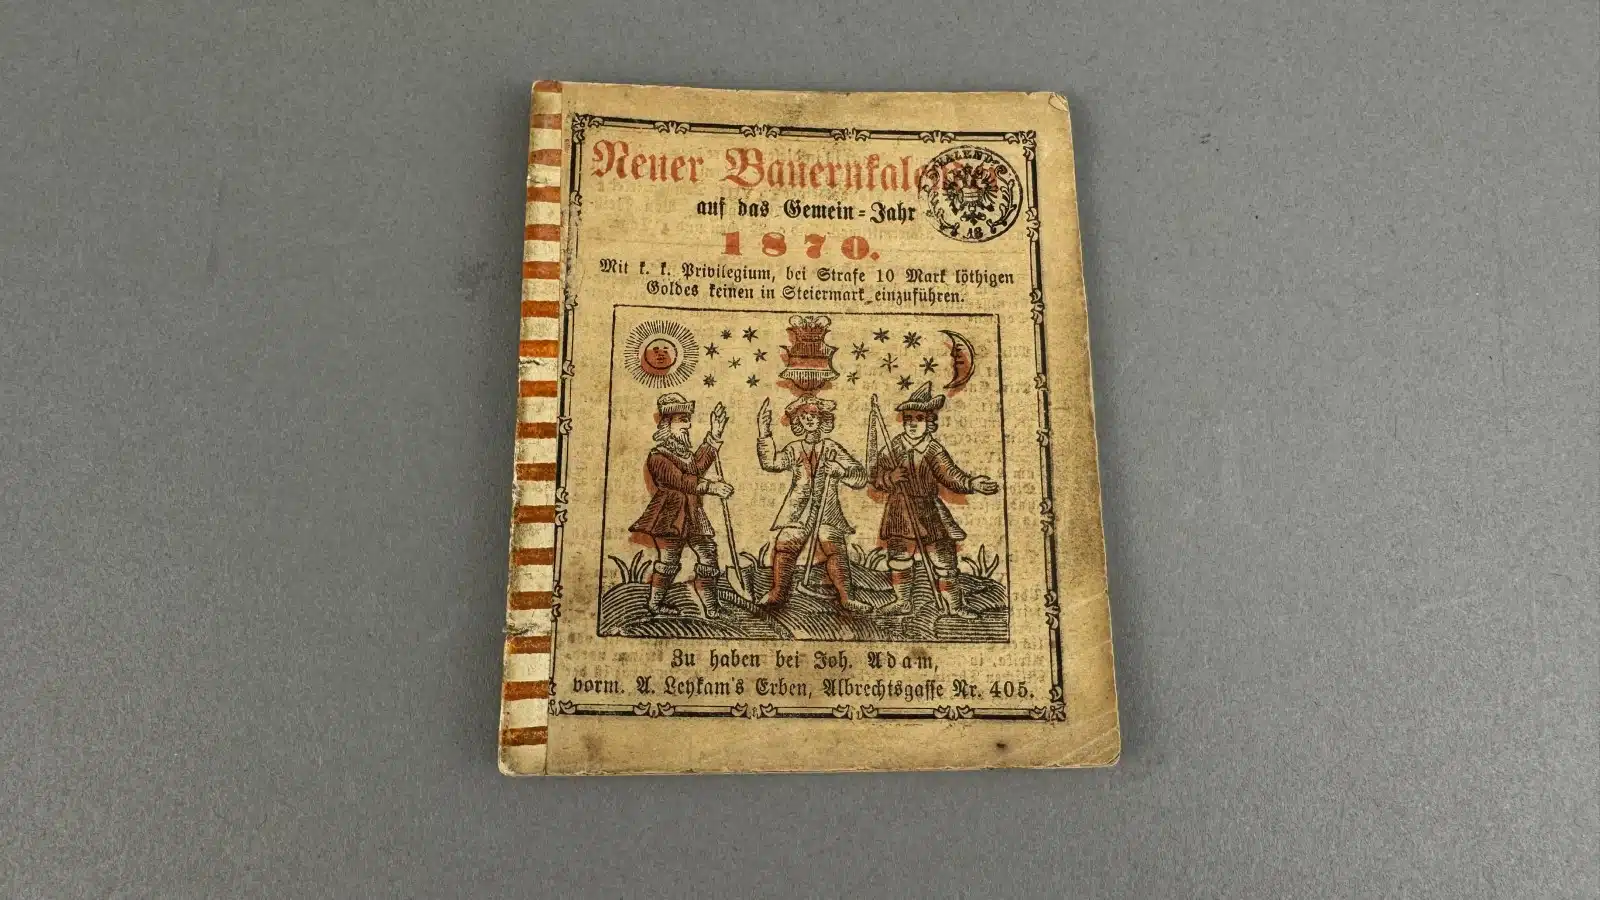 Neuer Bauernkalender
auf das Gemein=Jahr
1870.
Mit k. k. Privilegium, bei Strafe 10 Mark löthigen
Goldes keinen in Steiermark einzuführen.
Zu haben bei Joh. Adam,
vorm. A. Leykam's Erben, Albrechtsgasse Nr. 405.